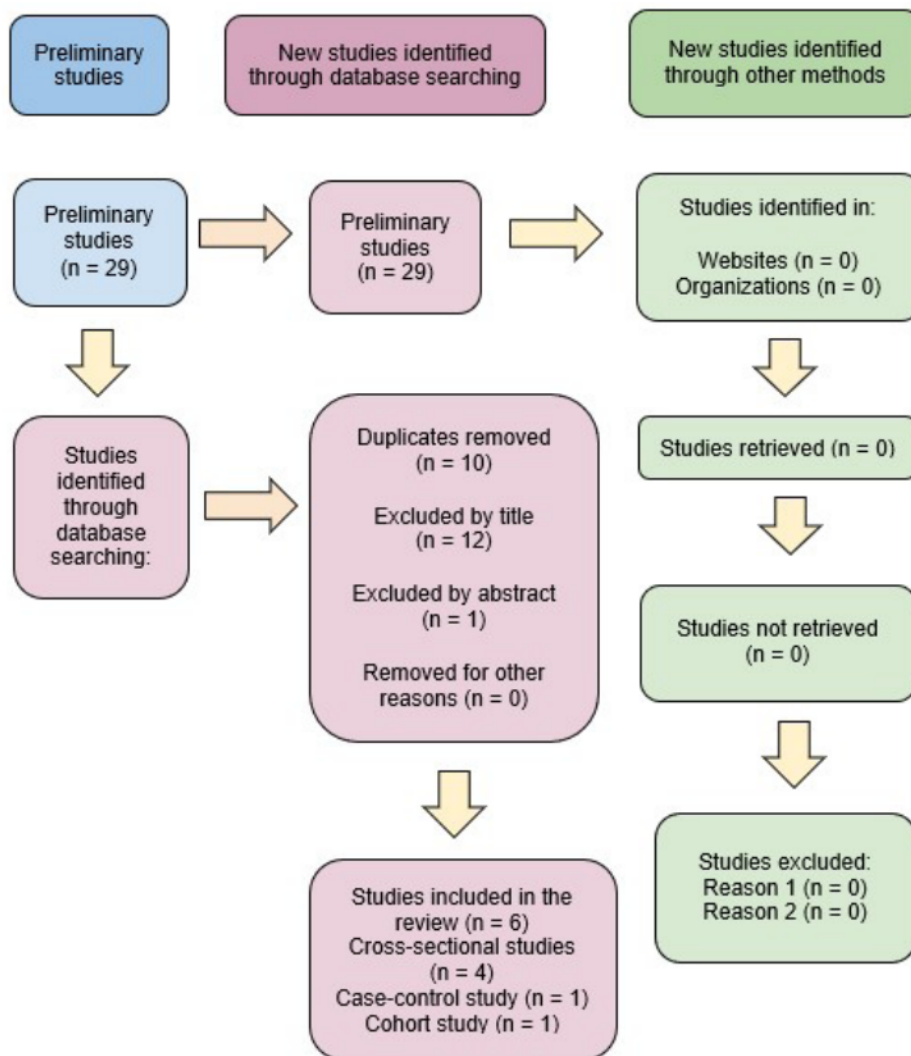 Preliminary
studies
New studies identified
through database searching
New studies identified
through other methods
Preliminary
studies
(n = 29)
Preliminary
studies
(n = 29)
Studies identified in:
Websites (n = 0)
Organizations (n = 0)
Studies
identified
through
database
searching:
Duplicates removed
(n = 10)
Excluded by title
(n = 12)
Excluded by abstract
(n = 1)
Removed for other
reasons (n = 0)
Studies retrieved (n = 0)
Studies not retrieved
(n = 0)
Studies included in the
review (n = 6)
Cross-sectional studies
(n = 4)
Case-control study (n = 1)
Cohort study (n = 1)
Studies excluded:
Reason 1 (n = 0)
Reason 2 (n = 0)